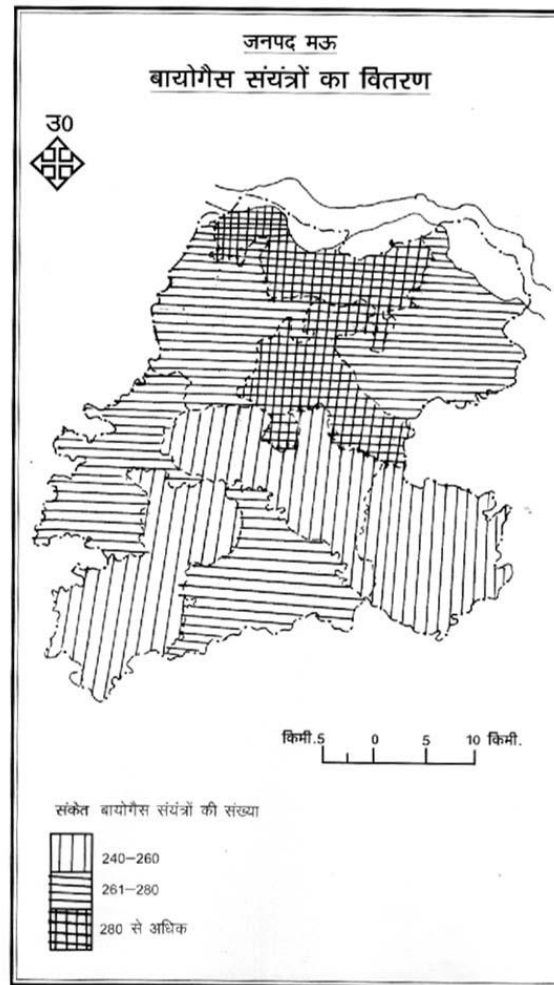 जनपद मऊ
बायोगैस संयंत्रों का वितरण
उ0
किमी.5 0 5 10 किमी.
संकेत बायोगैस संयंत्रों की संख्या
240–260
261–280
280 से अधिक